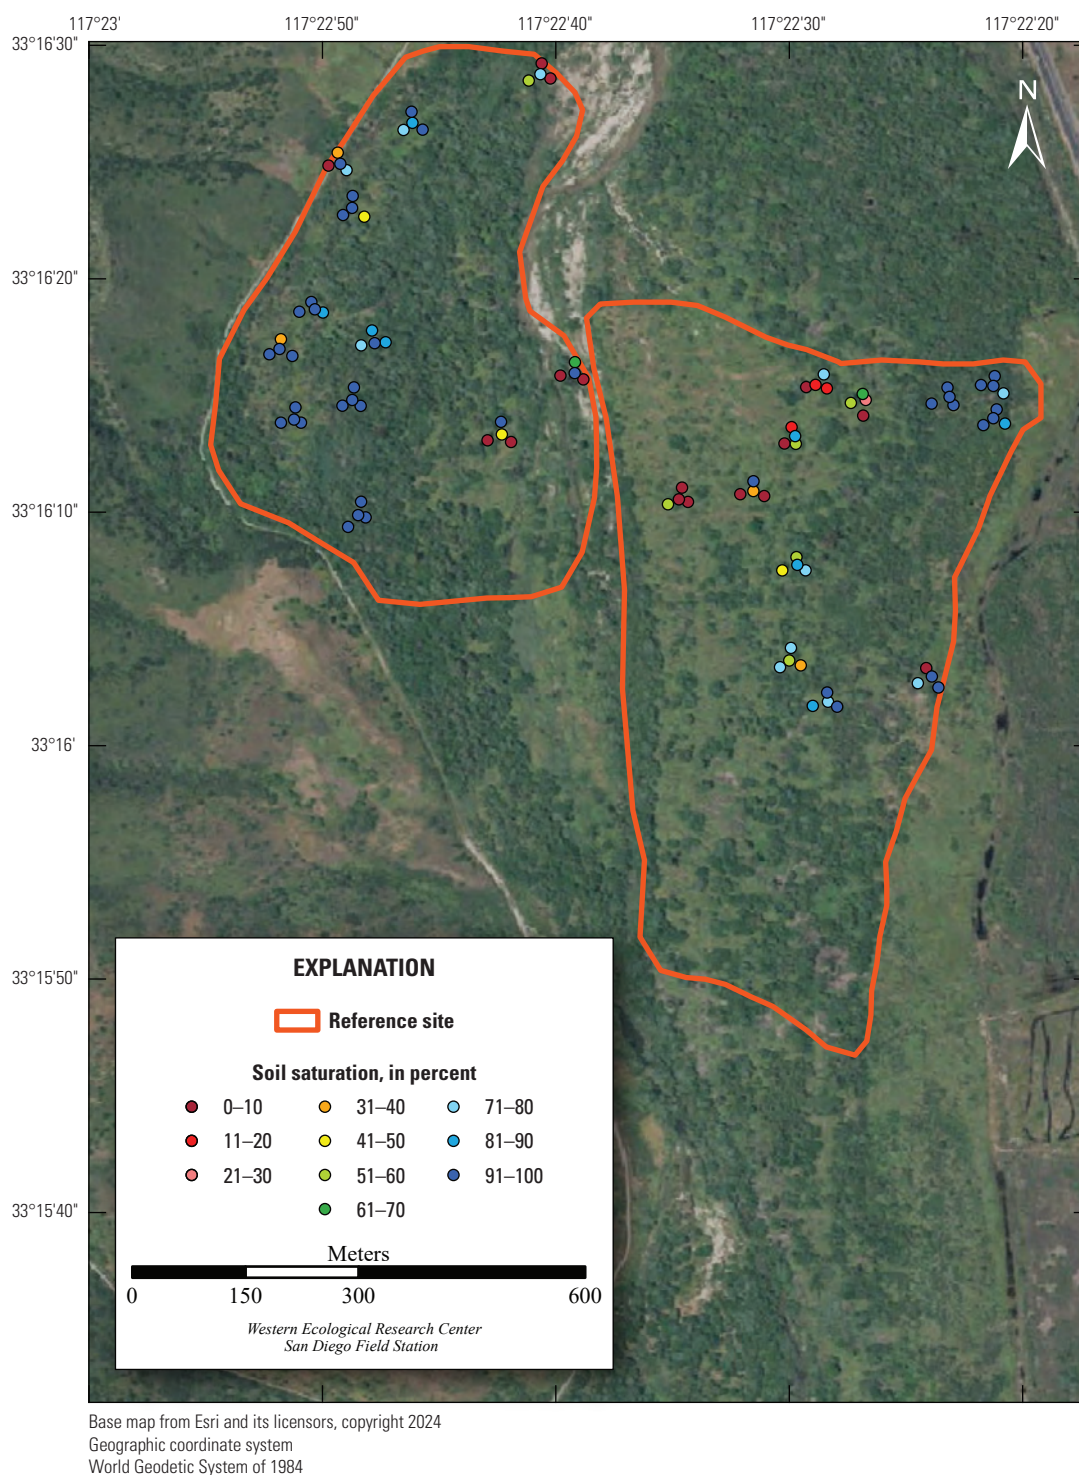 117°23' 117°22'50" 117°22'40" 117°22'30" 117°22'20"
33°16'30"
N
33°16'20"
33°16'10"
33°16'
33°15'50"
33°15'40"
EXPLANATION
Reference site
Soil saturation, in percent
0–10 31–40 71–80
11–20 41–50 81–90
21–30 51–60 91–100
61–70
Meters
0 150 300 600
Western Ecological Research Center
San Diego Field Station
Base map from Esri and its licensors, copyright 2024
Geographic coordinate system
World Geodetic System of 1984